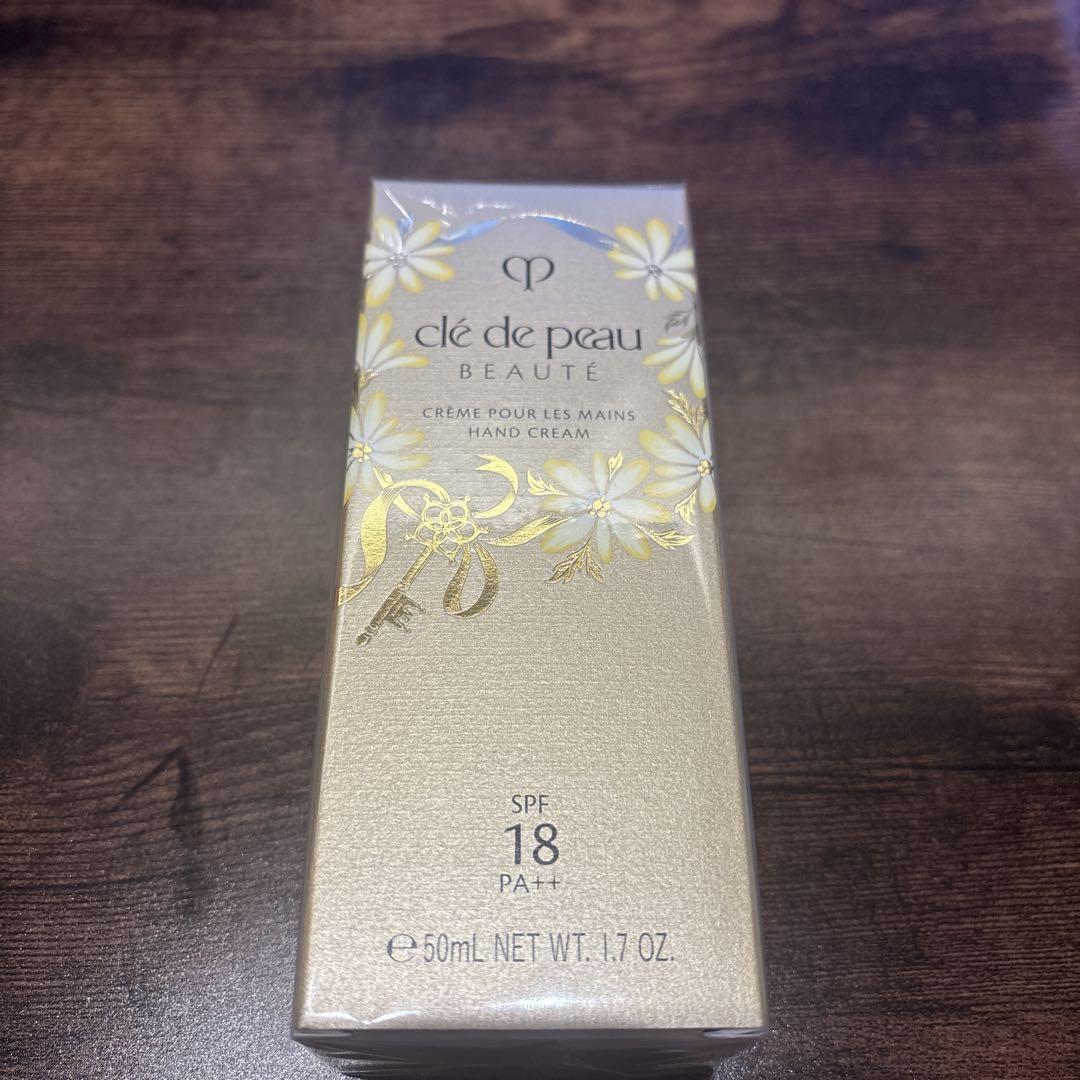 clé de peau
BEAUTÉ
CRÈME POUR LES MAINS
HAND CREAM
SPF
18
PA++
℮50mL NET WT. 1.7 OZ.